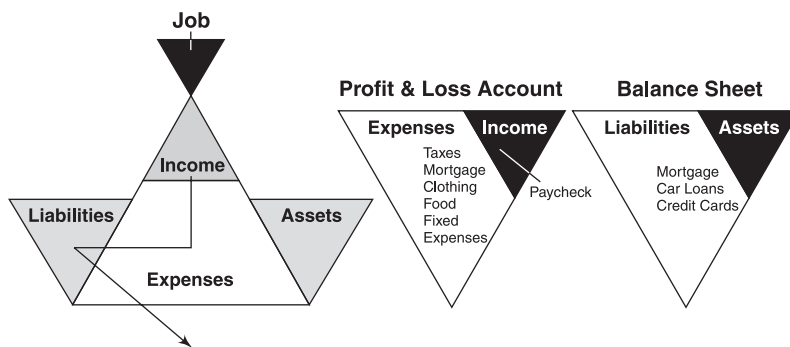 Job
Income
Liabilities
Assets
Expenses
Profit & Loss Account
Expenses
Income
Taxes
Mortgage
Clothing
Food
Fixed
Expenses
Paycheck
Balance Sheet
Liabilities
Assets
Mortgage
Car Loans
Credit Cards